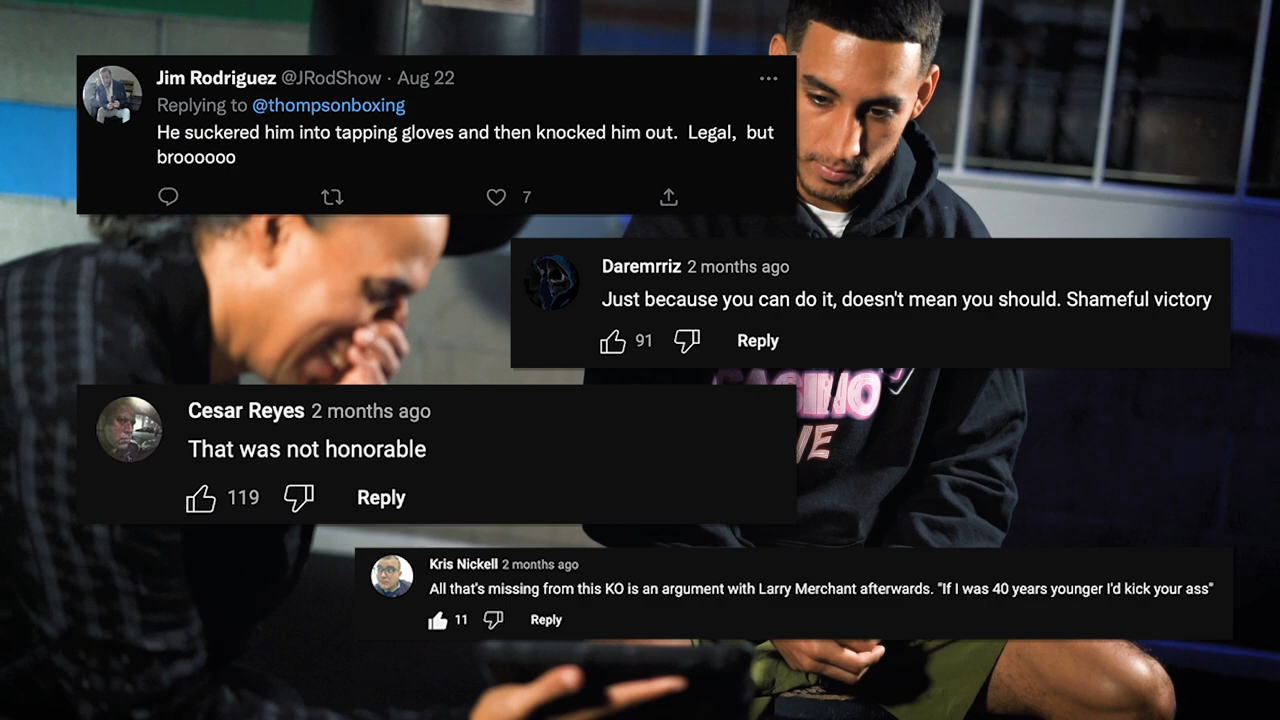 Jim Rodriguez @JRodShow · Aug 22
Replying to @thompsonboxing
He suckered him into tapping gloves and then knocked him out. Legal, but
broooooo
7
Daremrriz 2 months ago
Just because you can do it, doesn't mean you should. Shameful victory
91 Reply
CASINO
Cesar Reyes 2 months ago
That was not honorable
119 Reply
Kris Nickell 2 months ago
All that's missing from this KO is an argument with Larry Merchant afterwards. "If I was 40 years younger I'd kick your ass"
11 Reply